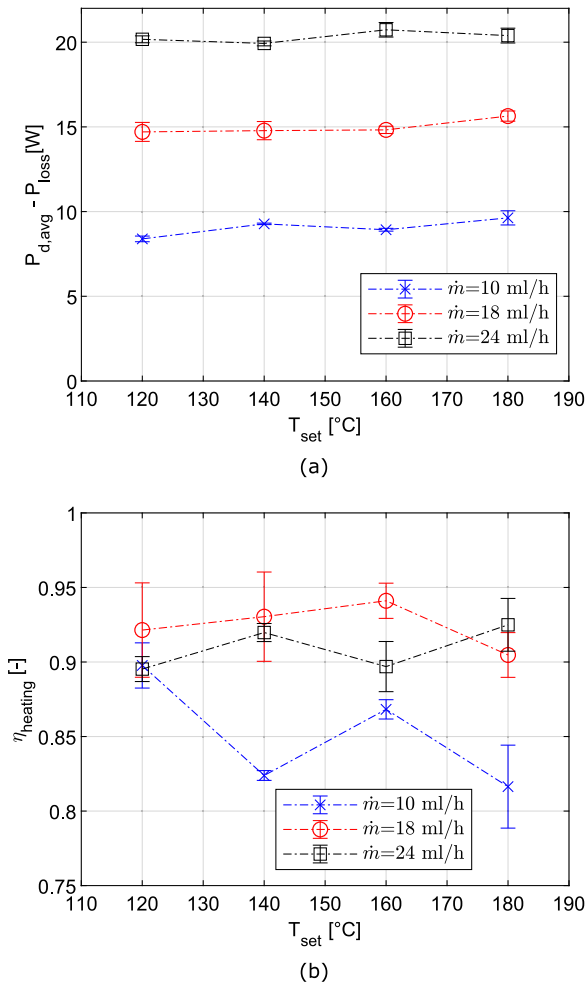 20
15
10
5
0
P_d,avg - P_loss[W]
ṁ=10 ml/h
ṁ=18 ml/h
ṁ=24 ml/h
110 120 130 140 150 160 170 180 190
T_set [°C]
(a)
1
0.95
0.9
0.85
0.8
0.75
η_heating [-]
ṁ=10 ml/h
ṁ=18 ml/h
ṁ=24 ml/h
110 120 130 140 150 160 170 180 190
T_set [°C]
(b)